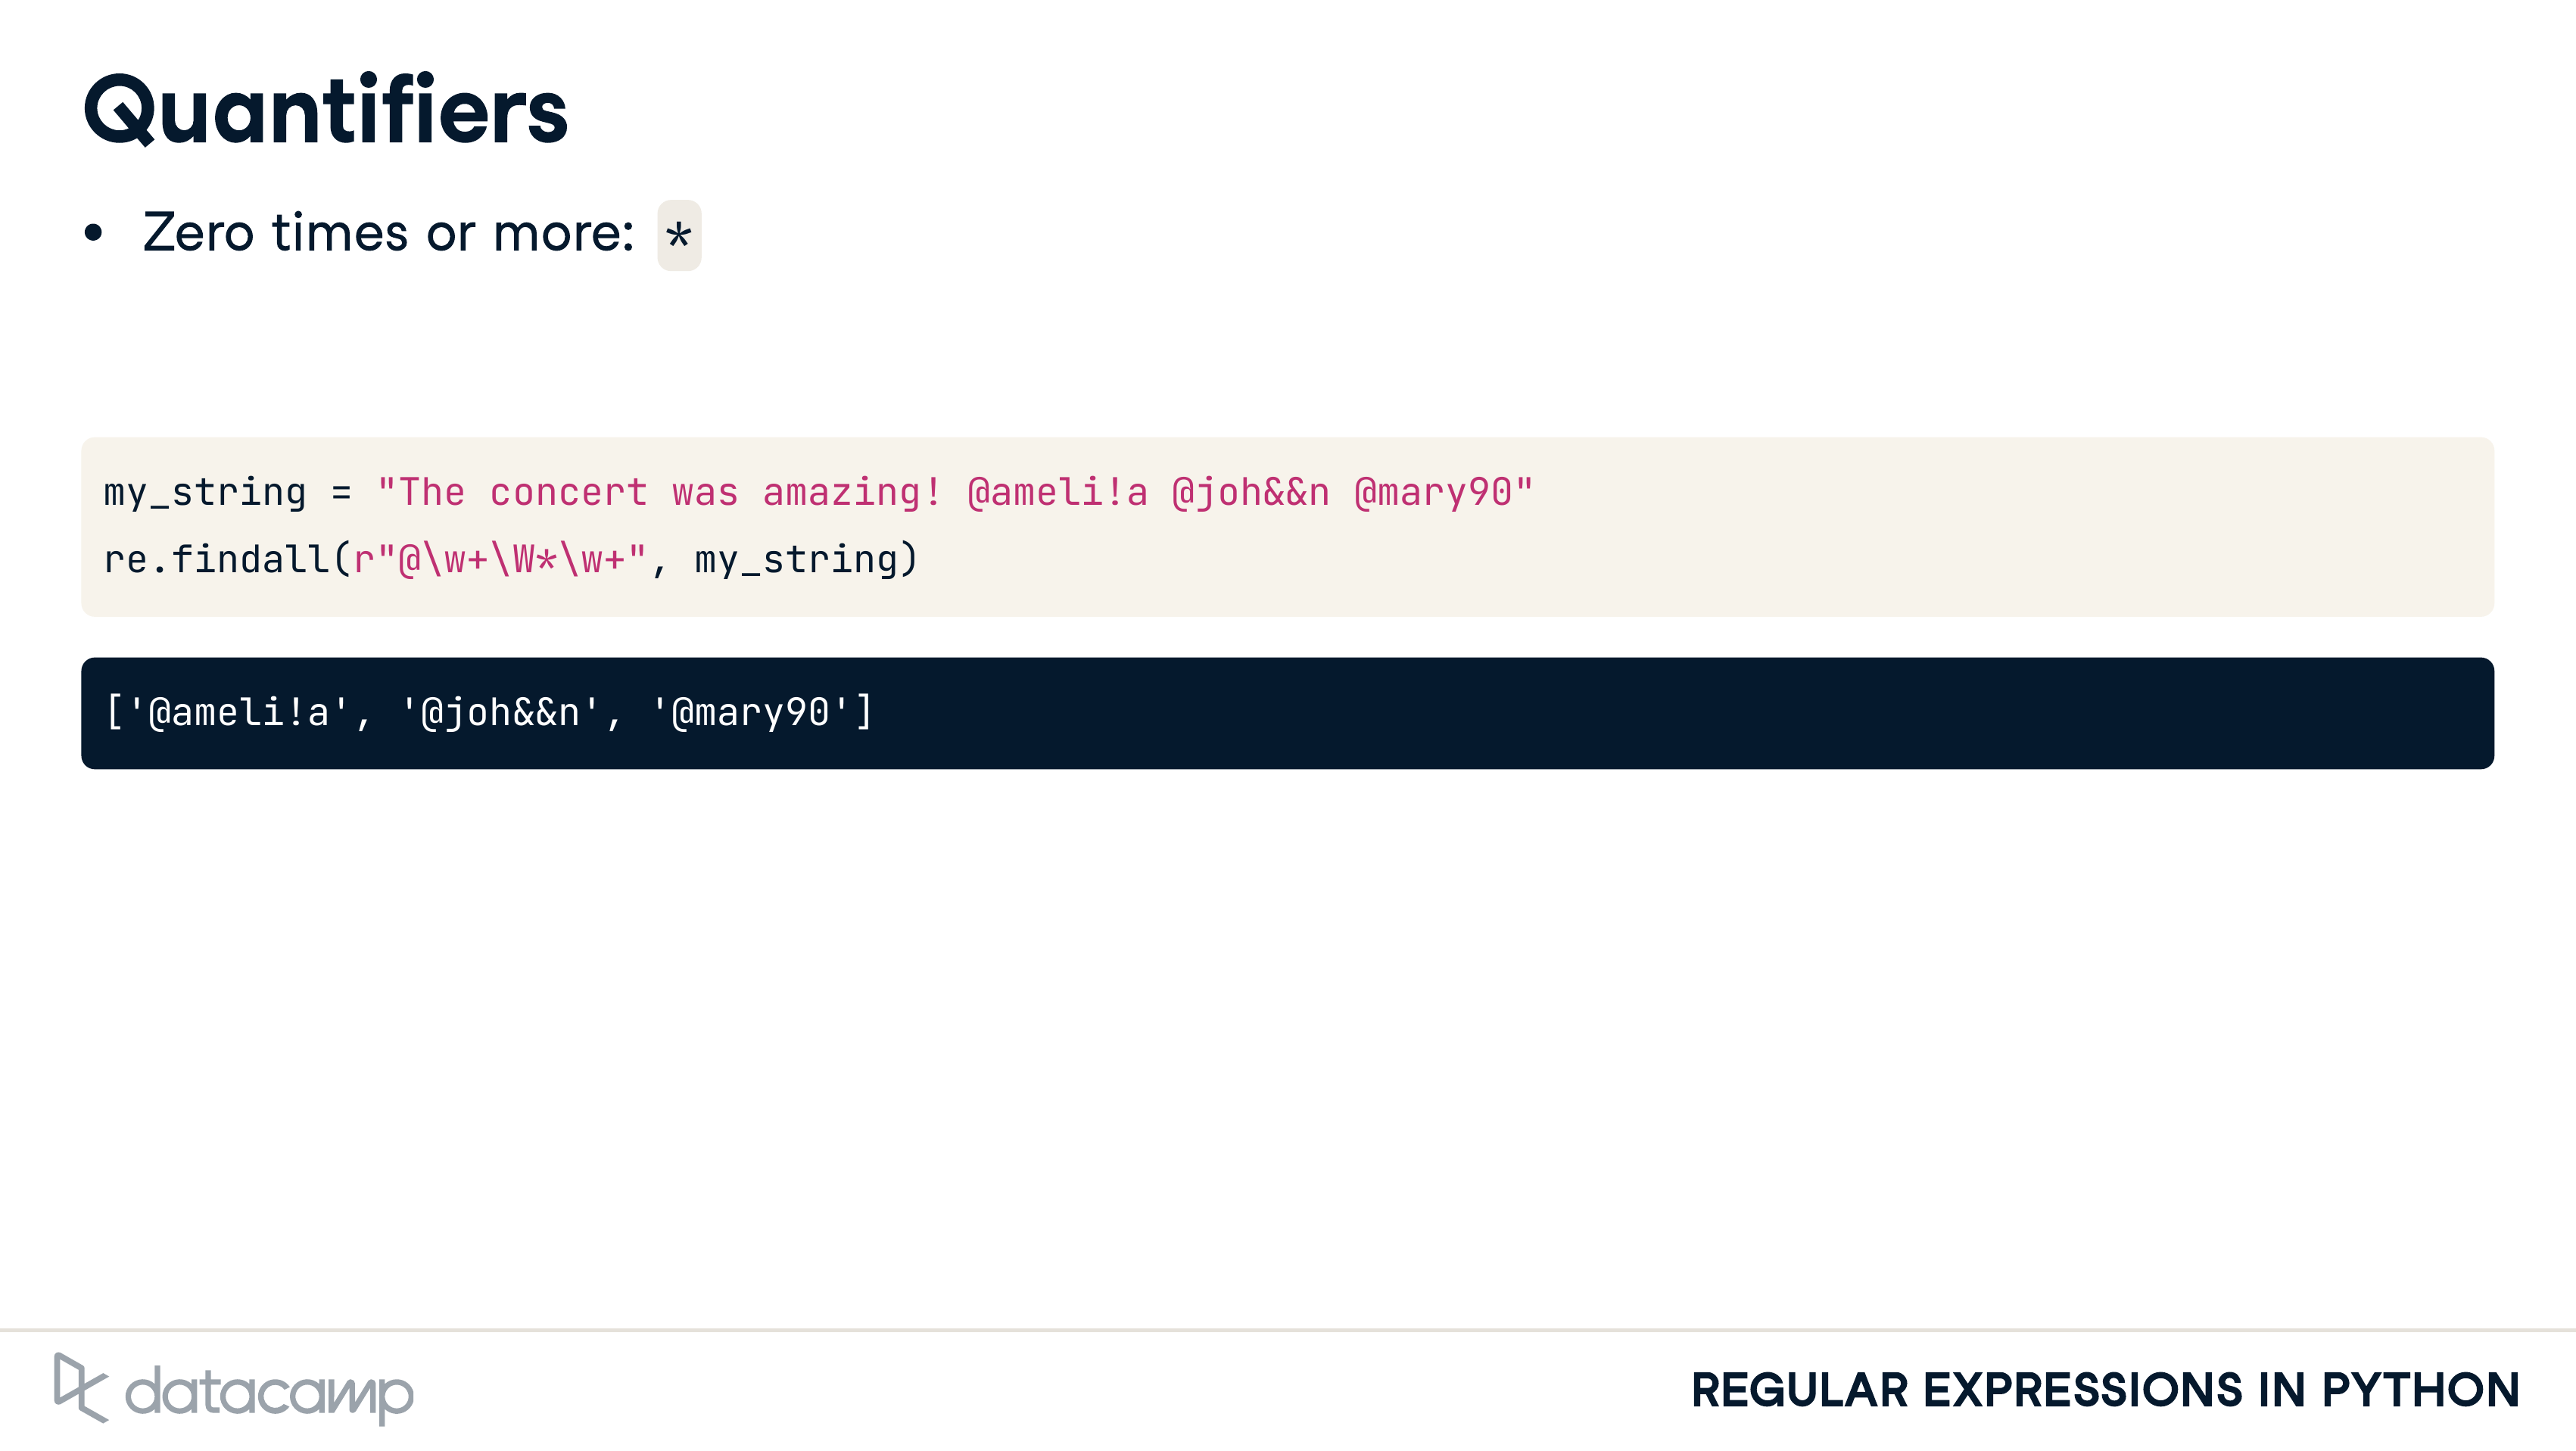 Quantifiers
• Zero times or more: *
my_string = "The concert was amazing! @ameli!a @joh&&n @mary90"
re.findall(r"@\w+\W*\w+", my_string)
['@ameli!a', '@joh&&n', '@mary90']
datacamp
REGULAR EXPRESSIONS IN PYTHON